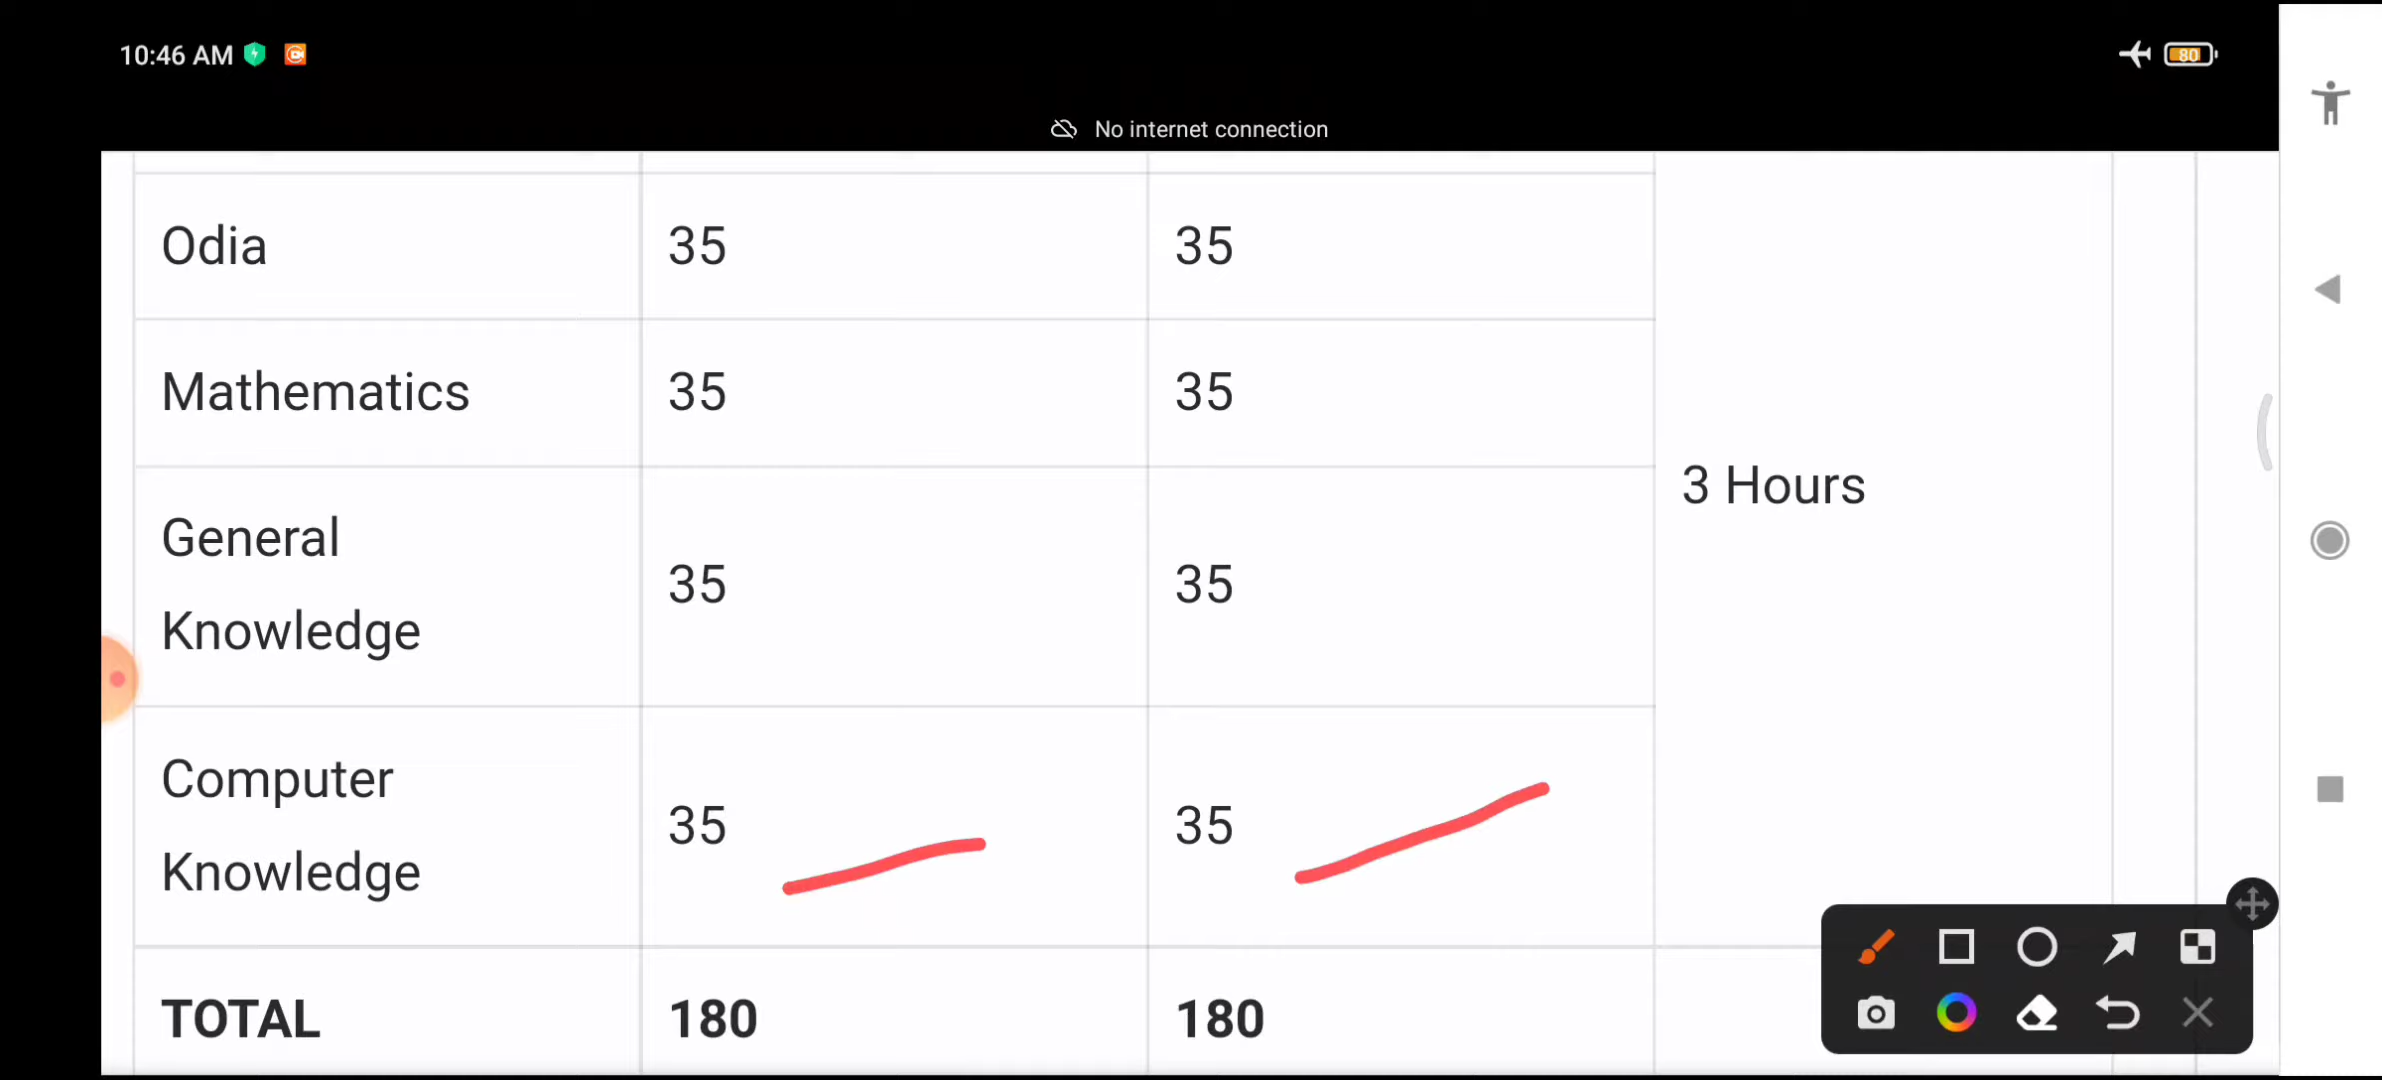 10:46 AM
80
No internet connection
Odia 35 35
Mathematics 35 35
3 Hours
General
Knowledge
35 35
Computer
Knowledge
35 35
TOTAL 180 180